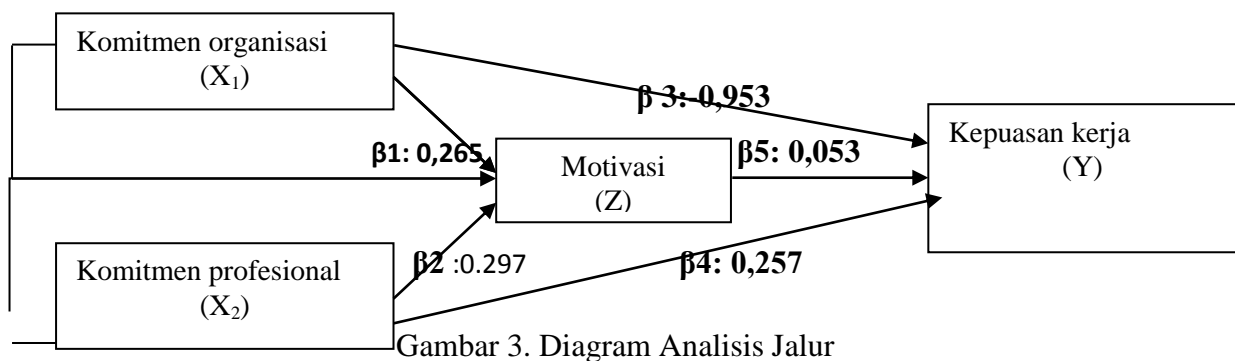 Komitmen organisasi
(X₁)
β 3:-0,953
Kepuasan kerja
(Y)
β1: 0,265
Motivasi
(Z)
β5: 0,053
Komitmen profesional
(X₂)
β2 :0.297
β4: 0,257
Gambar 3. Diagram Analisis Jalur